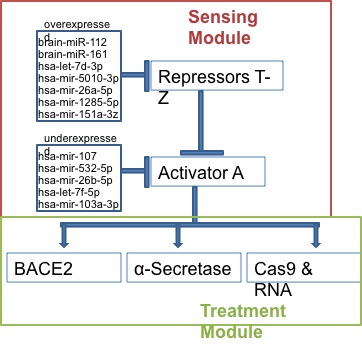 overexpresse
d
brain-miR-112
brain-miR-161
hsa-let-7d-3p
hsa-mir-5010-3p
hsa-mir-26a-5p
hsa-mir-1285-5p
hsa-mir-151a-3z
Sensing
Module
Repressors T-
Z
underexpresse
d
hsa-mir-107
hsa-mir-532-5p
hsa-mir-26b-5p
hsa-let-7f-5p
hsa-mir-103a-3p
Activator A
BACE2
α-Secretase
Cas9 &
RNA
Treatment
Module